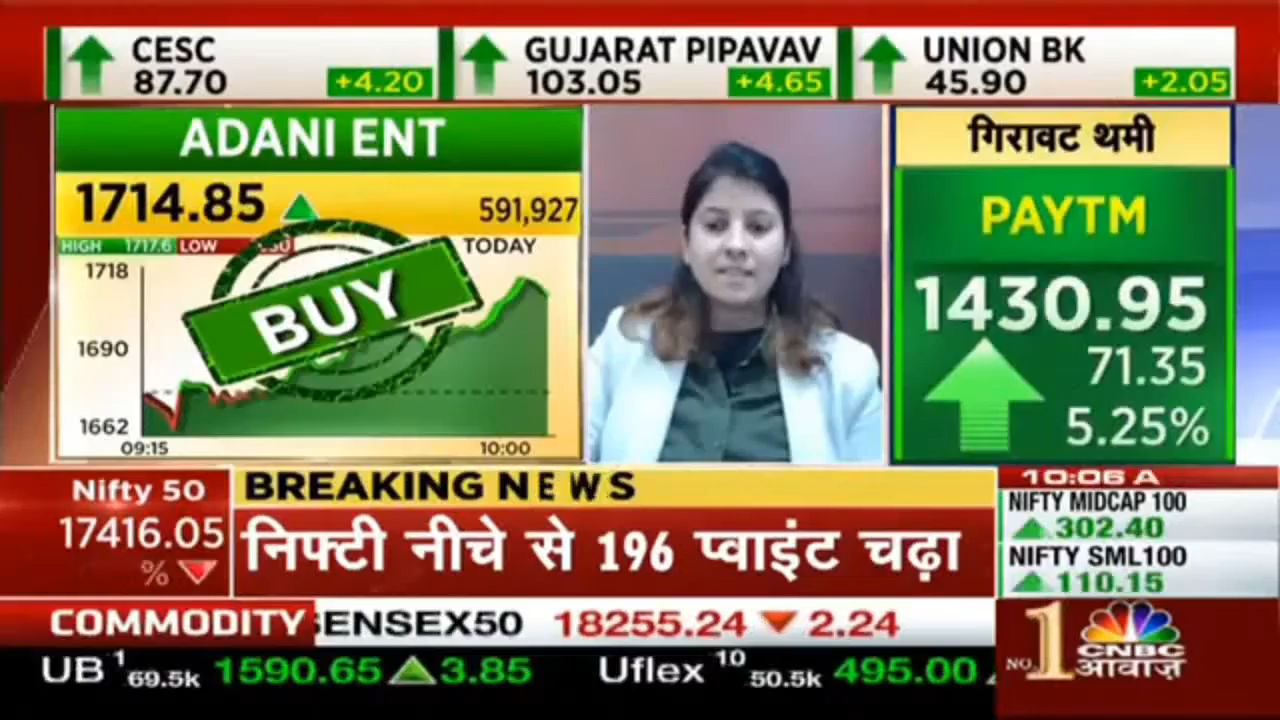 CESC
87.70 +4.20
GUJARAT PIPAVAV
103.05 +4.65
UNION BK
45.90 +2.05
ADANI ENT
1714.85 591,927
HIGH 1717.6 LOW TODAY
1718
1690
1662
09:15 10:00
BUY
गिरावट थमी
PAYTM
1430.95
71.35
5.25%
Nifty 50
17416.05
%
BREAKING NEWS
निफ्टी नीचे से 196 प्वाइंट चढ़ा
10:06 A
NIFTY MIDCAP 100
302.40
NIFTY SML100
110.15
COMMODITY SENSEX50 18255.24 2.24
UB 1 69.5k 1590.65 3.85 Uflex 10 50.5k 495.00
NO. 1 CNBC
आवाज़